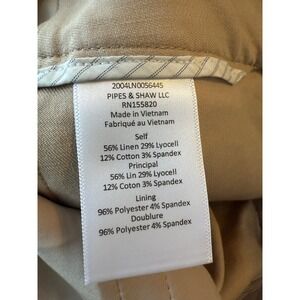 2004LN0056445
PIPES & SHAW LLC
RN155820
Made in Vietnam
Fabriqué au Vietnam
Self
56% Linen 29% Lyocell
12% Cotton 3% Spandex
Principal
56% Lin 29% Lyocell
12% Coton 3% Spandex
Lining
96% Polyester 4% Spandex
Doublure
96% Polyester 4% Spandex